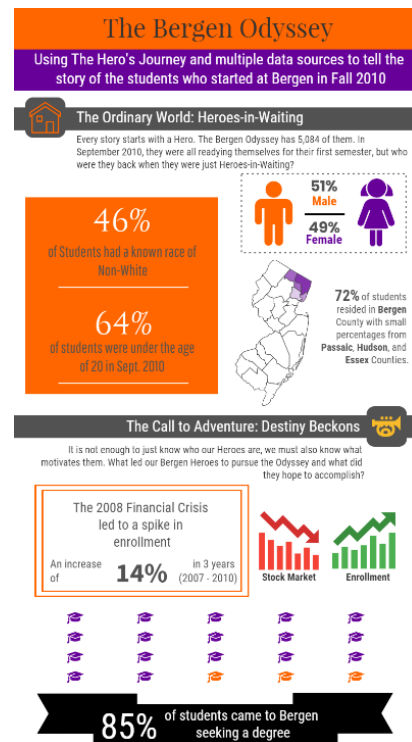 The Bergen Odyssey
Using The Hero's Journey and multiple data sources to tell the
story of the students who started at Bergen in Fall 2010
The Ordinary World: Heroes-in-Waiting
Every story starts with a Hero. The Bergen Odyssey has 5,084 of them. In
September 2010, they were all readying themselves for their first semester, but who
were they back when they were just Heroes-in-Waiting?
46%
of Students had a known race of
Non-White
64%
of students were under the age
of 20 in Sept. 2010
51%
Male
49%
Female
72% of students
resided in Bergen
County with small
percentages from
Passaic, Hudson, and
Essex Counties.
The Call to Adventure: Destiny Beckons
It is not enough to just know who our Heroes are, we must also know what
motivates them. What led our Bergen Heroes to pursue the Odyssey and what did
they hope to accomplish?
The 2008 Financial Crisis
led to a spike in
enrollment
An increase
of
14%
in 3 years
(2007 - 2010)
Stock Market
Enrollment
85%
of students came to Bergen
seeking a degree